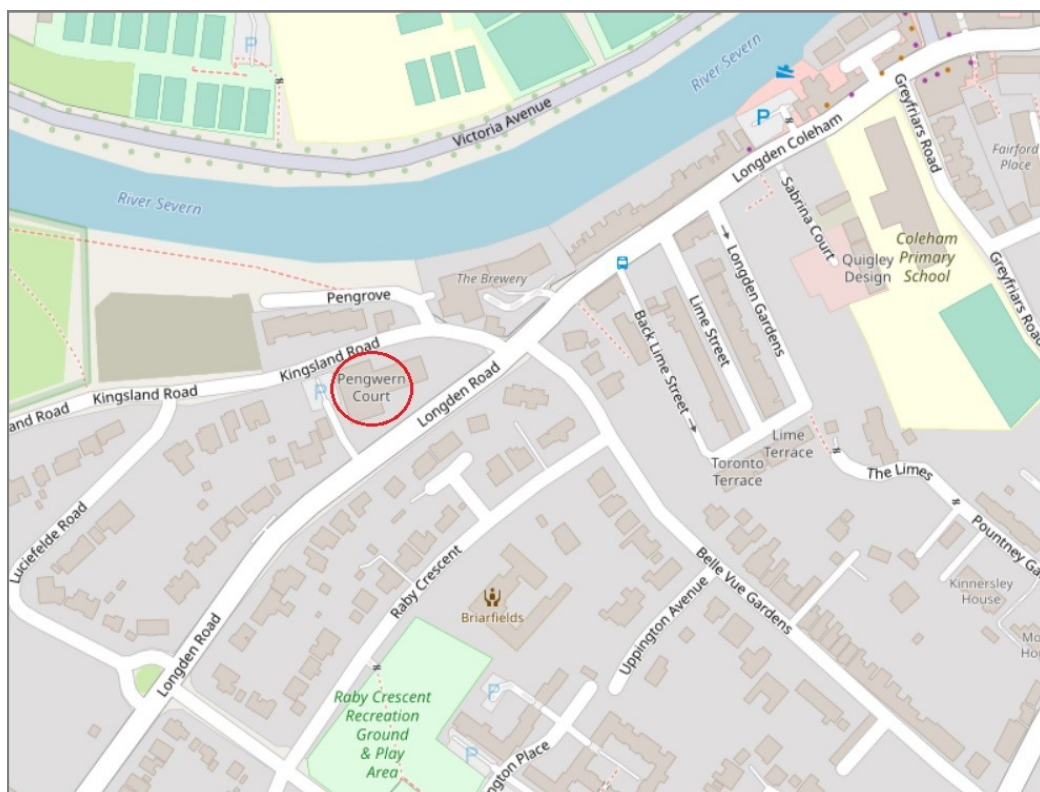 P
River Severn
Victoria Avenue
River Severn
P
Longden Coleham
Greyfriars Road
Fairford
Place
Sabrina Court
Coleham
Primary
School
Quigley
Design
Greyfriars Road
The Brewery
Longden Gardens
Pengrove
Lime Street
Back Lime Street
Kingsland Road
Kingsland Road
land Road
Pengwern
Court
P
Longden Road
Lime
Terrace
Toronto
Terrace
The Limes
Pountney Ga
Luciefelde Road
Raby Crescent
Belle Vue Gardens
Kinnersley
House
Briarfields
Uppington Avenue
Mo
Hop
Longden Road
Raby Crescent
Recreation
Ground
& Play
Area
P
P
ngton Place